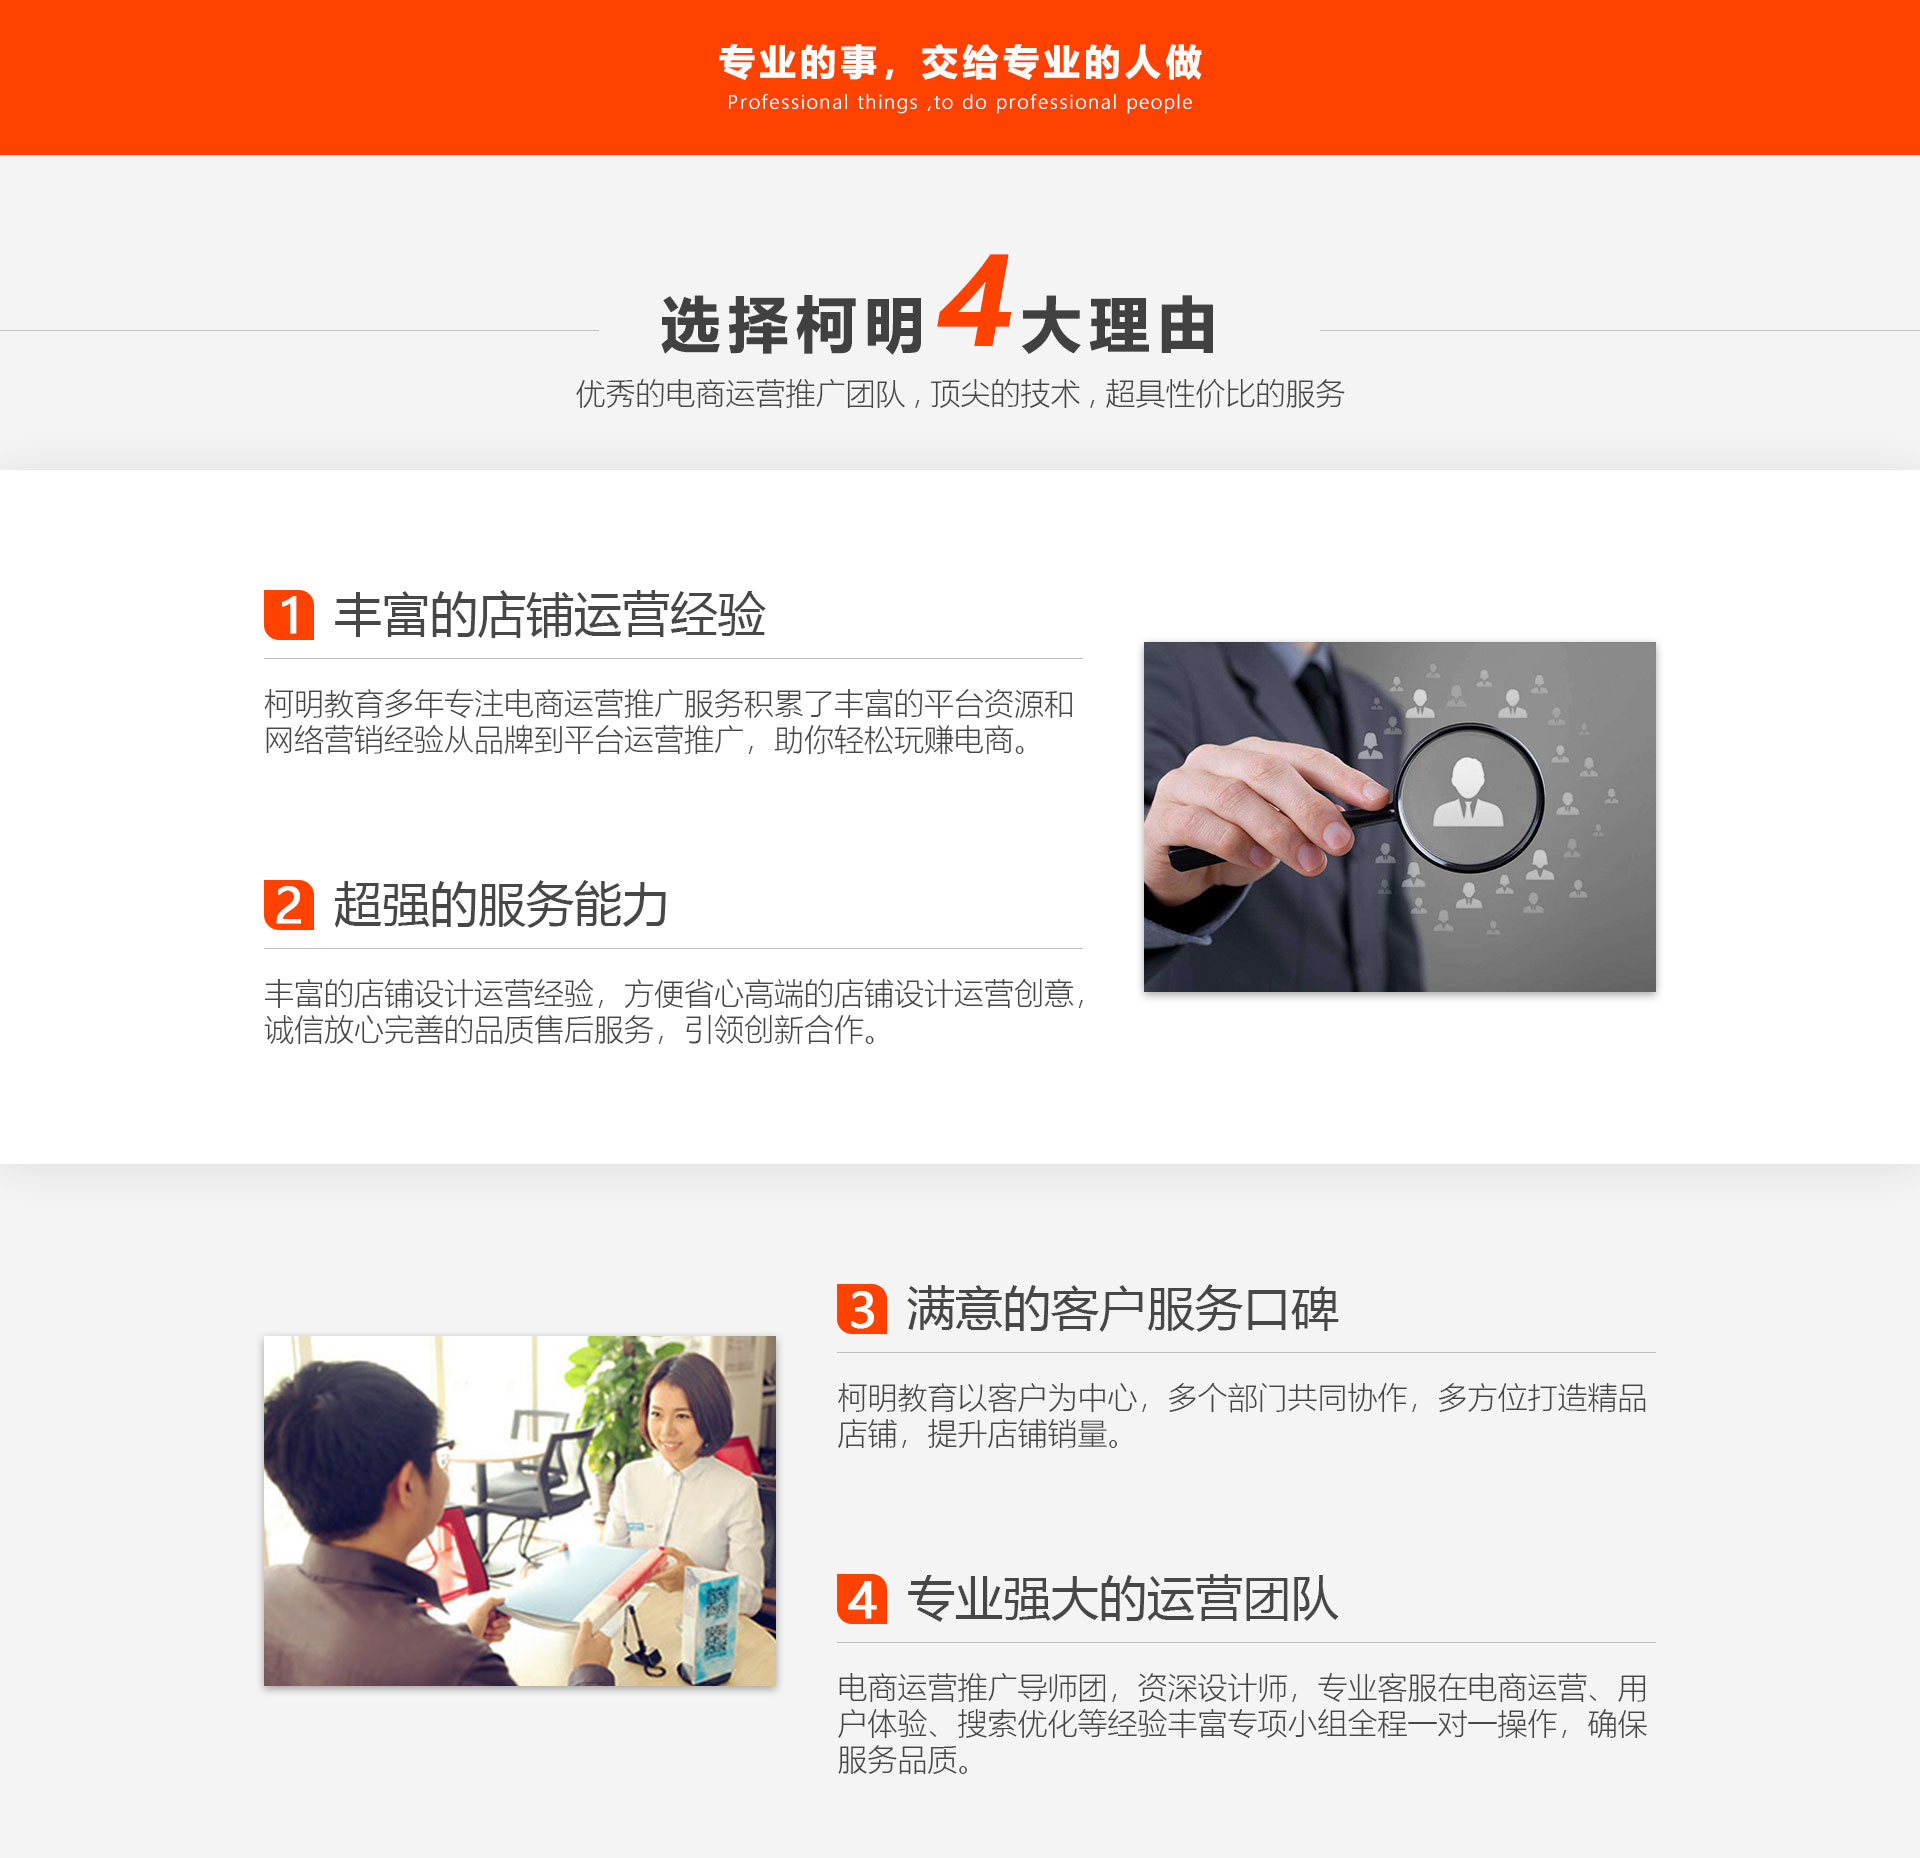 专业的事，交给专业的人做
Professional things ,to do professional people
选择柯明4大理由
优秀的电商运营推广团队，顶尖的技术，超具性价比的服务
1 丰富的店铺运营经验
柯明教育多年专注电商运营推广服务积累了丰富的平台资源和
网络营销经验从品牌到平台运营推广，助你轻松玩赚电商。
2 超强的服务能力
丰富的店铺设计运营经验，方便省心高端的店铺设计运营创意，
诚信放心完善的品质售后服务，引领创新合作。
3 满意的客户服务口碑
柯明教育以客户为中心，多个部门共同协作，多方位打造精品
店铺，提升店铺销量。
4 专业强大的运营团队
电商运营推广导师团，资深设计师，专业客服在电商运营、用
户体验、搜索优化等经验丰富专项小组全程一对一操作，确保
服务品质。